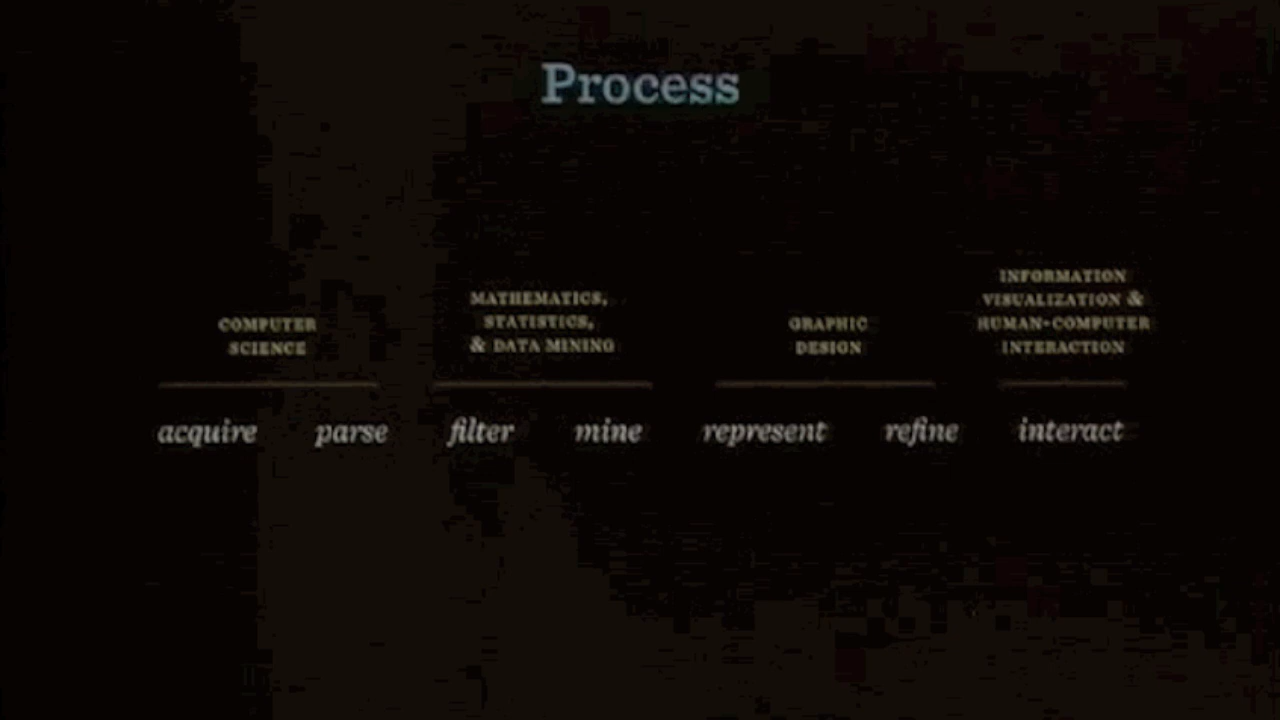 Process
COMPUTER
SCIENCE
MATHEMATICS,
STATISTICS,
& DATA MINING
GRAPHIC
DESIGN
INFORMATION
VISUALIZATION &
HUMAN-COMPUTER
INTERACTION
acquire parse filter mine represent refine interact